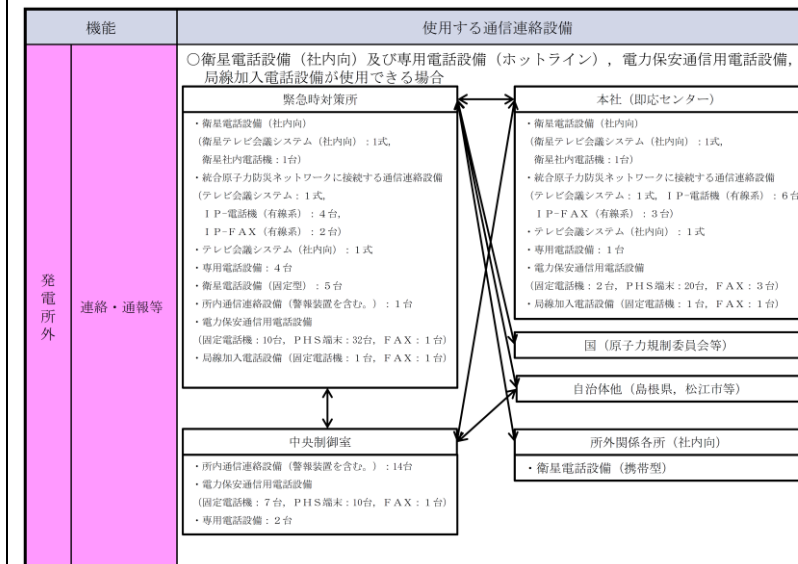 機能
使用する通信連絡設備
発電所外
連絡・通報等
○衛星電話設備（社内向）及び専用電話設備（ホットライン），電力保安通信用電話設備，
局線加入電話設備が使用できる場合
緊急時対策所
・衛星電話設備（社内向）
（衛星テレビ会議システム（社内向）：1式，
衛星社内電話機：1台）
・統合原子力防災ネットワークに接続する通信連絡設備
（テレビ会議システム：１式，
ＩＰ−電話機（有線系）：４台，
ＩＰ−ＦＡＸ（有線系）：２台）
・テレビ会議システム（社内向）：１式
・専用電話設備：４台
・衛星電話設備（固定型）：５台
・所内通信連絡設備（警報装置を含む。）：１台
・電力保安通信用電話設備
（固定電話機：10台，ＰＨＳ端末：32台，ＦＡＸ：１台）
・局線加入電話設備（固定電話機：１台，ＦＡＸ：１台）
中央制御室
・所内通信連絡設備（警報装置を含む。）：14台
・電力保安通信用電話設備
（固定電話機：７台，ＰＨＳ端末：10台，ＦＡＸ：１台）
・専用電話設備：２台
本社（即応センター）
・衛星電話設備（社内向）
（衛星テレビ会議システム（社内向）：1式，
衛星社内電話機：1台）
・統合原子力防災ネットワークに接続する通信連絡設備
（テレビ会議システム：１式，ＩＰ−電話機（有線系）：６台
ＩＰ−ＦＡＸ（有線系）：３台）
・テレビ会議システム（社内向）：１式
・専用電話設備：１台
・電力保安通信用電話設備
（固定電話機：２台，ＰＨＳ端末：20台，ＦＡＸ：３台）
・局線加入電話設備（固定電話機：１台，ＦＡＸ：１台）
国（原子力規制委員会等）
自治体他（島根県，松江市等）
所外関係各所（社内向）
・衛星電話設備（携帯型）